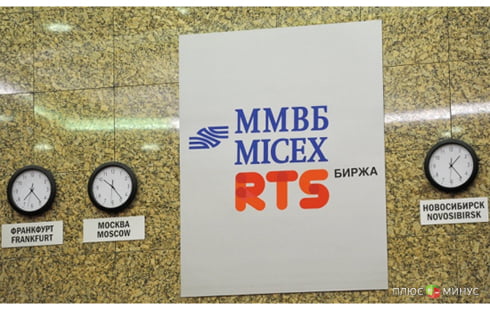 ММВБ
MICEX
RTS БИРЖА
ФРАНКФУРТ
FRANKFURT
МОСКВА
MOSCOW
НОВОСИБИРСК
NOVOSIBIRSK
ПЛЮС МИНУС